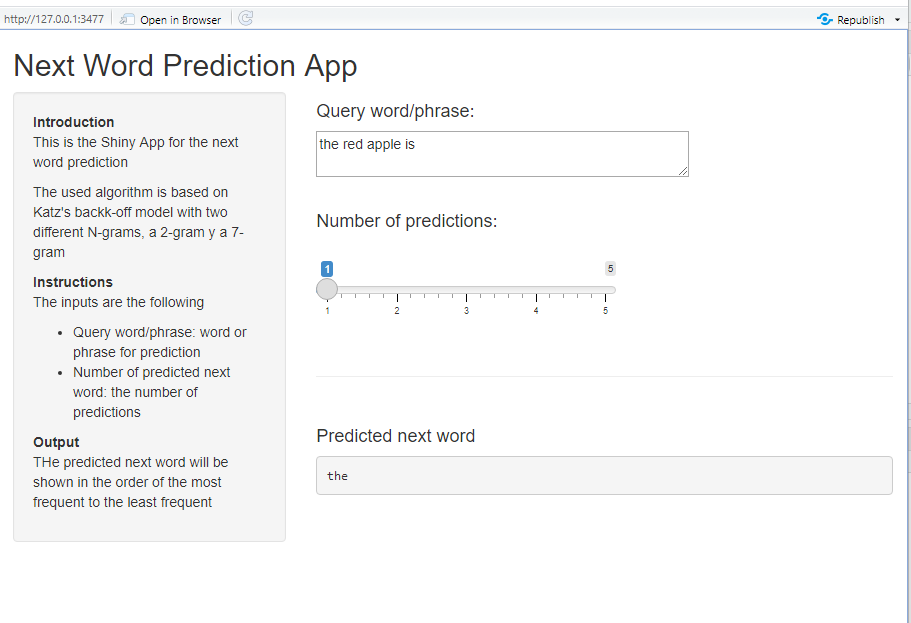 http://127.0.0.1:3477 Open in Browser Republish
Next Word Prediction App
Introduction
This is the Shiny App for the next
word prediction
The used algorithm is based on
Katz's backk-off model with two
different N-grams, a 2-gram y a 7-
gram
Instructions
The inputs are the following
• Query word/phrase: word or
phrase for prediction
• Number of predicted next
word: the number of
predictions
Output
THe predicted next word will be
shown in the order of the most
frequent to the least frequent
Query word/phrase:
the red apple is
Number of predictions:
1 5
1 2 3 4 5
Predicted next word
the